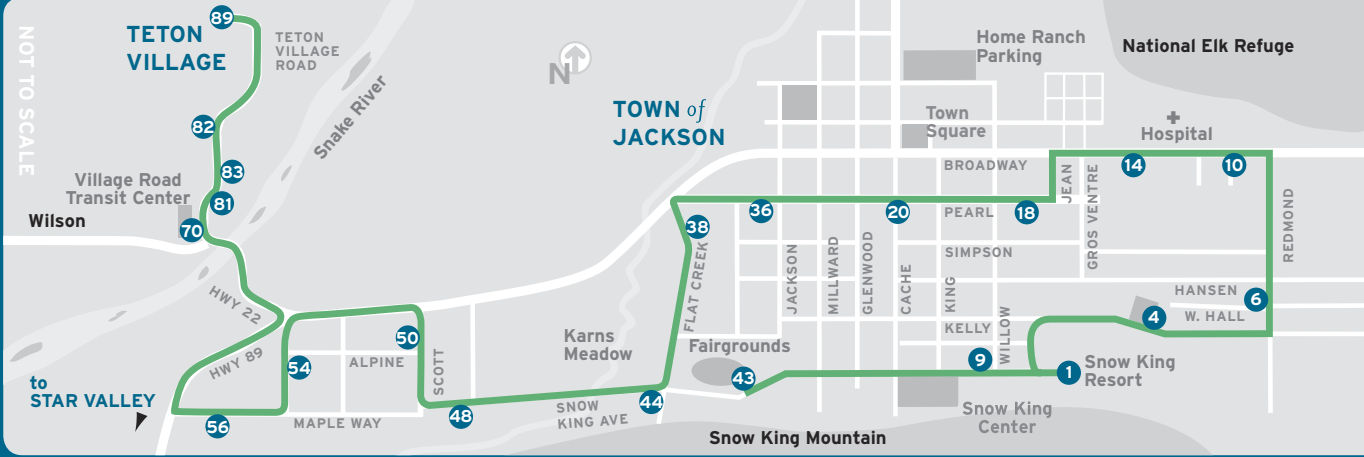 NOT TO SCALE
89
TETON
VILLAGE
TETON
VILLAGE
ROAD
Snake River
82
83
81
Village Road
Transit Center
70
Wilson
HWY 22
HWY 89
to
STAR VALLEY
56
54
MAPLE WAY
ALPINE
50
SCOTT
48
SNOW
KING AVE
44
Karns
Meadow
N
TOWN of
JACKSON
Home Ranch
Parking
National Elk Refuge
Town
Square
Hospital
BROADWAY
14
10
JEAN
GROS VENTRE
REDMOND
36
20
PEARL
18
38
FLAT CREEK
JACKSON
MILLWARD
GLENWOOD
CACHE
KING
SIMPSON
WILLOW
KELLY
HANSEN
6
W. HALL
4
Fairgrounds
43
9
1
Snow King
Resort
Snow King
Center
Snow King Mountain